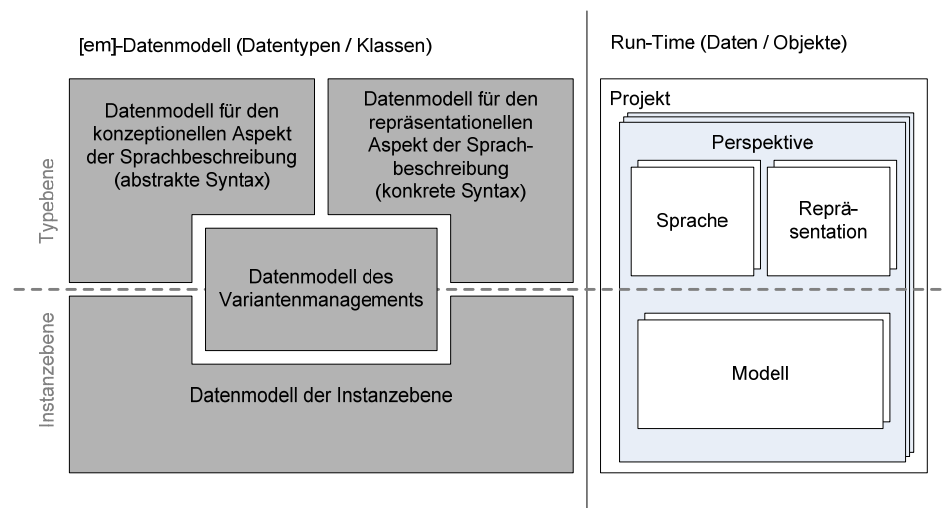 [em]-Datenmodell (Datentypen / Klassen)
Run-Time (Daten / Objekte)
Typebene
Datenmodell für den
konzeptionellen Aspekt
der Sprachbeschreibung
(abstrakte Syntax)
Datenmodell für den
repräsentationellen
Aspekt der Sprach-
beschreibung
(konkrete Syntax)
Datenmodell des
Variantenmanagements
Instanzebene
Datenmodell der Instanzebene
Projekt
Perspektive
Sprache
Reprä-
sentation
Modell